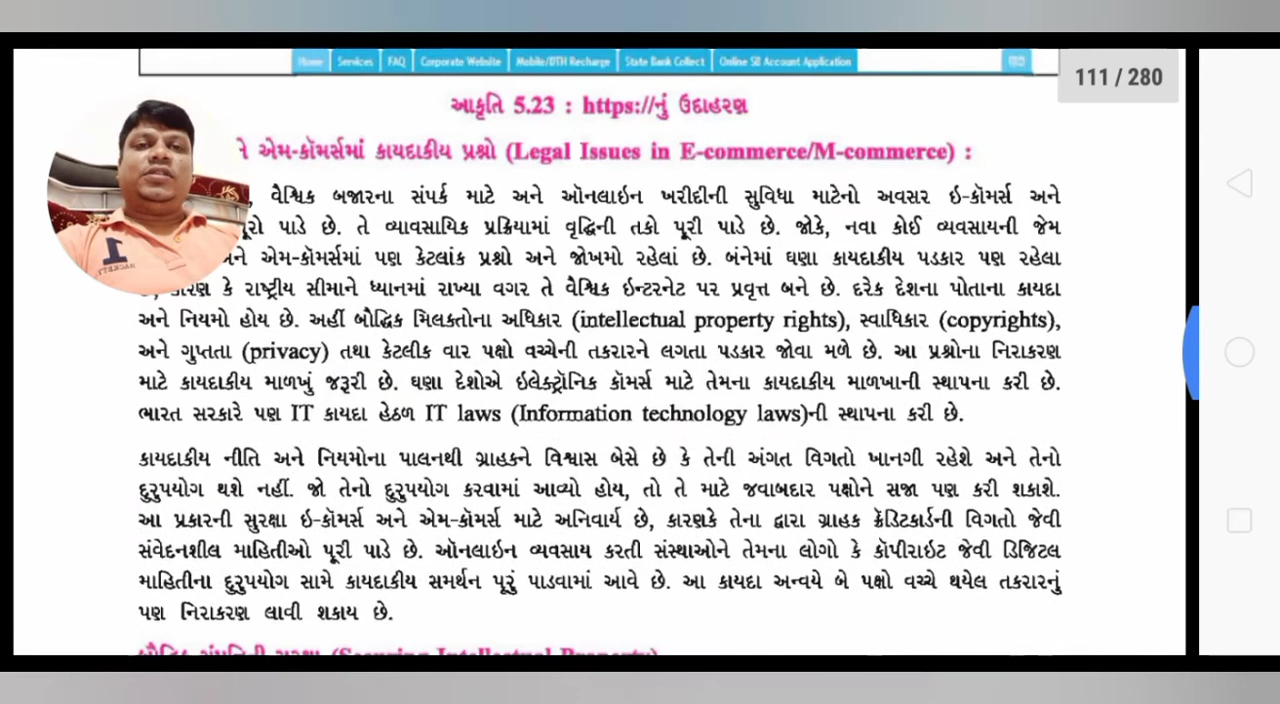 Home Services FAQ Corporate Website Mobile/DTH Recharge State Bank Collect Online SB Account Application
111 / 280
આકૃતિ 5.23 : https://નું ઉદાહરણ
ને એમ-કૉમર્સમાં કાયદાકીય પ્રશ્નો (Legal Issues in E-commerce/M-commerce) :
વૈશ્વિક બજારના સંપર્ક માટે અને ઑનલાઇન ખરીદીની સુવિધા માટેનો અવસર ઇ-કૉમર્સ અને
પૂરો પાડે છે. તે વ્યાવસાયિક પ્રક્રિયામાં વૃદ્ધિની તકો પૂરી પાડે છે. જોકે, નવા કોઈ વ્યવસાયની જેમ
અને એમ-કૉમર્સમાં પણ કેટલાંક પ્રશ્નો અને જોખમો રહેલાં છે. બંનેમાં ઘણા કાયદાકીય પડકાર પણ રહેલા
કારણ કે રાષ્ટ્રીય સીમાને ધ્યાનમાં રાખ્યા વગર તે વૈશ્વિક ઇન્ટરનેટ પર પ્રવૃત્ત બને છે. દરેક દેશના પોતાના કાયદા
અને નિયમો હોય છે. અહીં બૌદ્ધિક મિલકતોના અધિકાર (intellectual property rights), સ્વાધિકાર (copyrights),
અને ગુપ્તતા (privacy) તથા કેટલીક વાર પક્ષો વચ્ચેની તકરારને લગતા પડકાર જોવા મળે છે. આ પ્રશ્નોના નિરાકરણ
માટે કાયદાકીય માળખું જરૂરી છે. ઘણા દેશોએ ઇલેક્ટ્રૉનિક કૉમર્સ માટે તેમના કાયદાકીય માળખાની સ્થાપના કરી છે.
ભારત સરકારે પણ IT કાયદા હેઠળ IT laws (Information technology laws)ની સ્થાપના કરી છે.
કાયદાકીય નીતિ અને નિયમોના પાલનથી ગ્રાહકને વિશ્વાસ બેસે છે કે તેની અંગત વિગતો ખાનગી રહેશે અને તેનો
દુરુપયોગ થશે નહીં. જો તેનો દુરુપયોગ કરવામાં આવ્યો હોય, તો તે માટે જવાબદાર પક્ષોને સજા પણ કરી શકાશે.
આ પ્રકારની સુરક્ષા ઇ-કૉમર્સ અને એમ-કૉમર્સ માટે અનિવાર્ય છે, કારણકે તેના દ્વારા ગ્રાહક ક્રૅડિટકાર્ડની વિગતો જેવી
સંવેદનશીલ માહિતીઓ પૂરી પાડે છે. ઑનલાઇન વ્યવસાય કરતી સંસ્થાઓને તેમના લોગો કે કૉપીરાઇટ જેવી ડિજિટલ
માહિતીના દુરુપયોગ સામે કાયદાકીય સમર્થન પૂરું પાડવામાં આવે છે. આ કાયદા અન્વયે બે પક્ષો વચ્ચે થયેલ તકરારનું
પણ નિરાકરણ લાવી શકાય છે.
(Securing Intellectual Property)